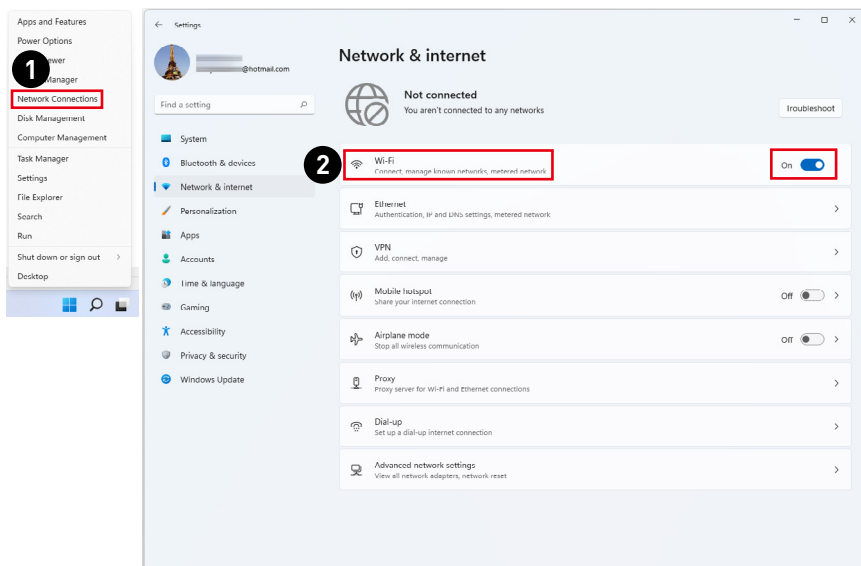 Apps and Features
Power Options
ewer
1
Manager
Network Connections
Disk Management
Computer Management
Task Manager
Settings
File Explorer
Search
Run
Shut down or sign out
Desktop
Settings
@hotmail.com
Find a setting
System
Bluetooth & devices
Network & internet
Personalization
Apps
Accounts
Time & language
Gaming
Accessibility
Privacy & security
Windows Update
Network & internet
Not connected
You aren't connected to any networks
Troubleshoot
2
Wi-Fi
Connect, manage known networks, metered network
On
Ethernet
Authentication, IP and DNS settings, metered network
VPN
Add, connect, manage
Mobile hotspot
Share your internet connection
Off
Airplane mode
Stop all wireless communication
Off
Proxy
Proxy server for Wi-Fi and Ethernet connections
Dial-up
Set up a dial-up internet connection
Advanced network settings
View all network adapters, network reset